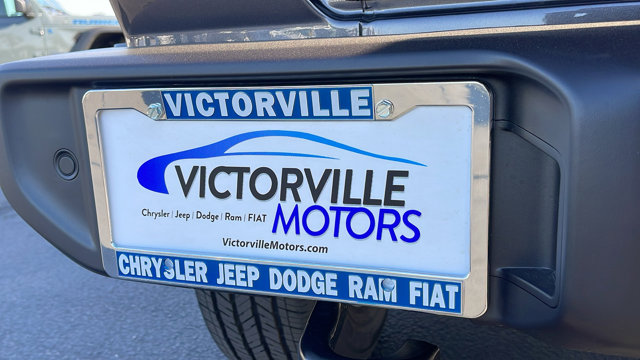 VICTORVILLE
VICTORVILLE
Chrysler | Jeep | Dodge | Ram | FIAT
MOTORS
VictorvilleMotors.com
CHRYSLER JEEP DODGE RAM FIAT